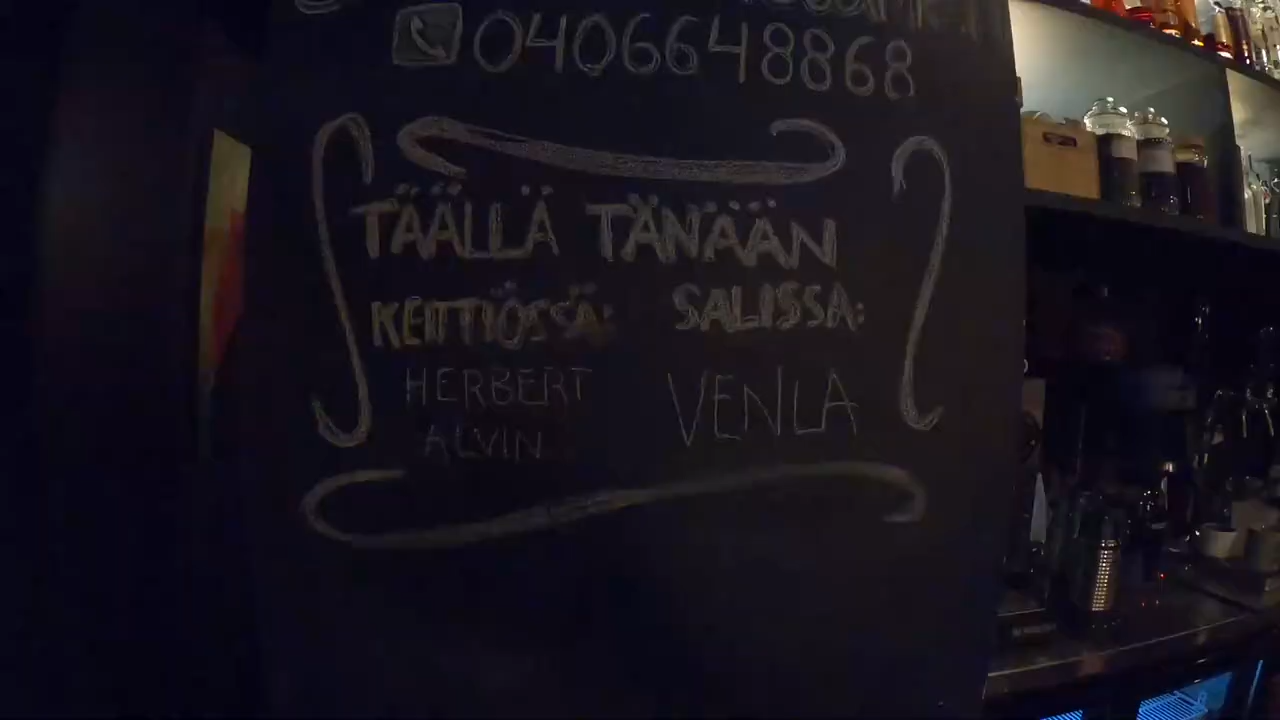 0406648868
TÄÄLLÄ TÄNÄÄN
KEITTIÖSSÄ:
HERBERT
ALVIN
SALISSA:
VENLA